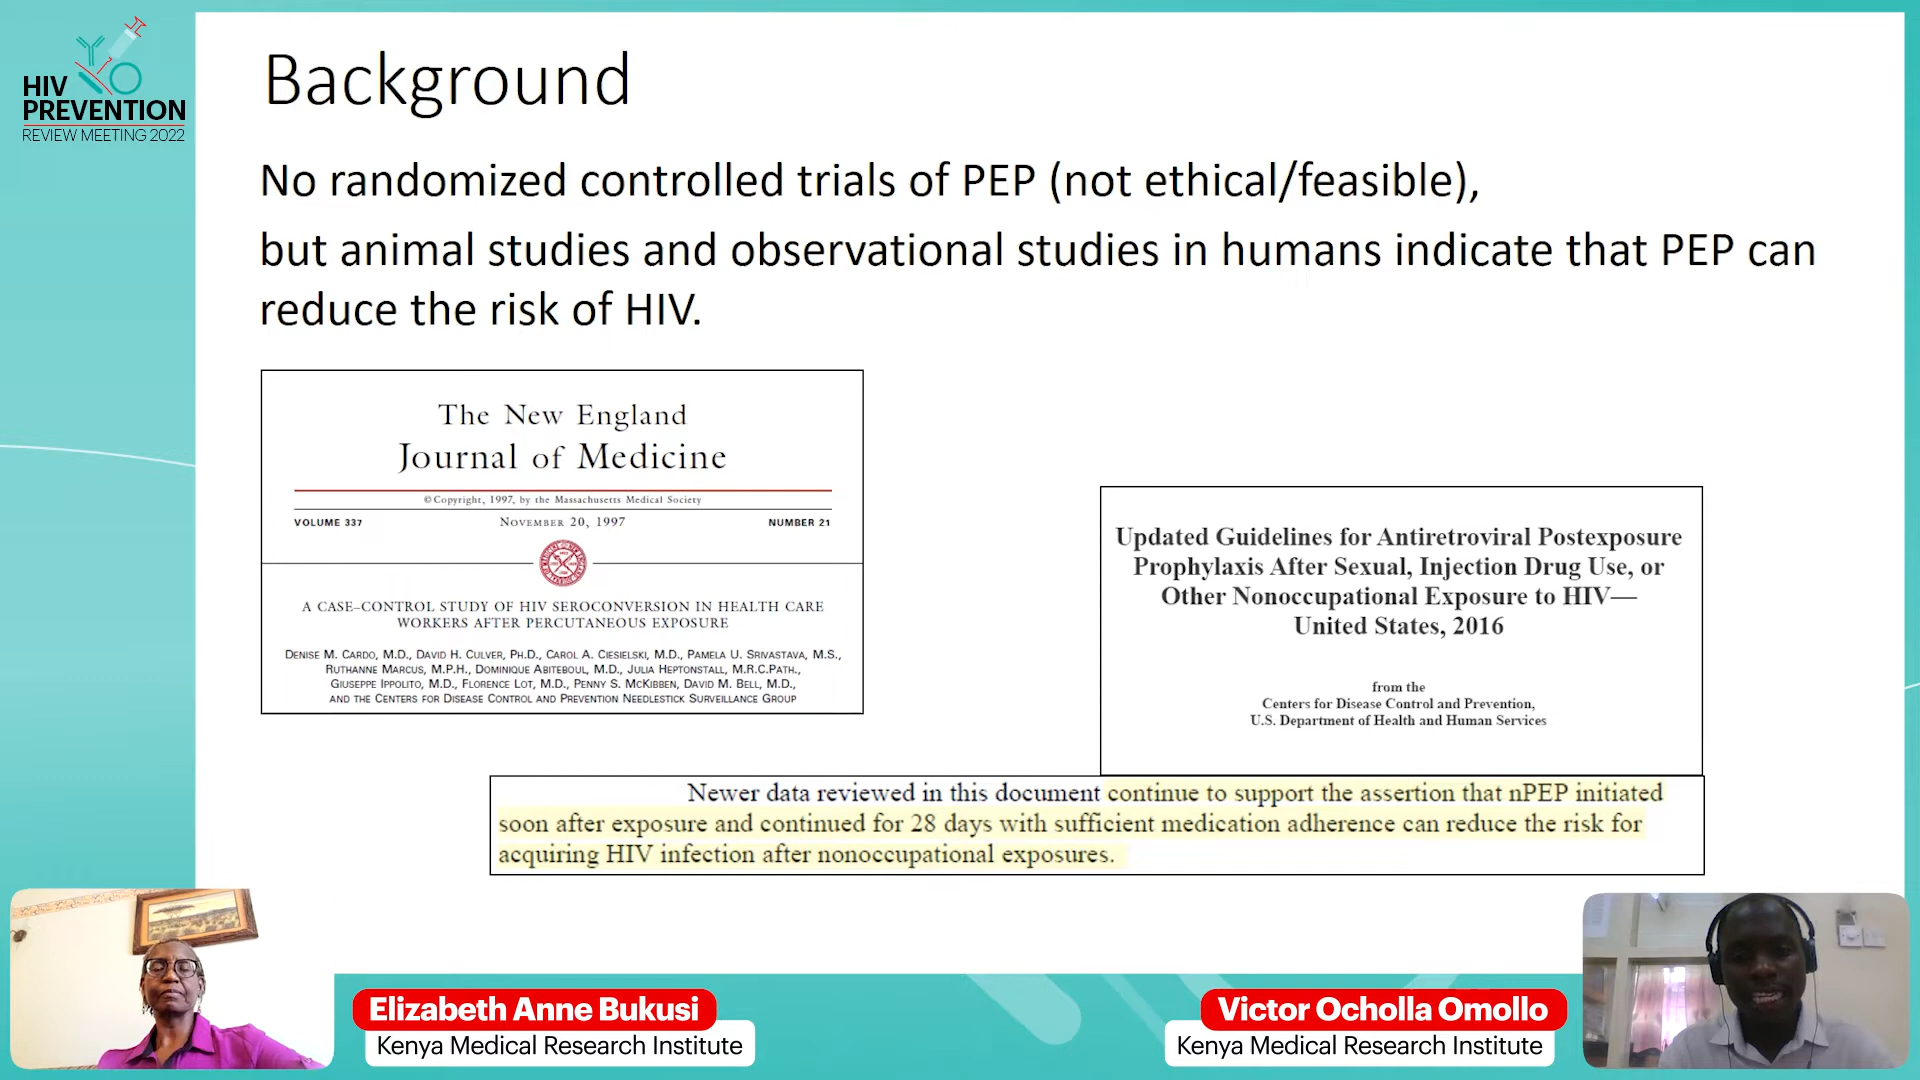 HIV
PREVENTION
REVIEW MEETING 2022
Background
No randomized controlled trials of PEP (not ethical/feasible),
but animal studies and observational studies in humans indicate that PEP can
reduce the risk of HIV.
The New England
Journal of Medicine
©Copyright, 1997, by the Massachusetts Medical Society
VOLUME 337 NOVEMBER 20, 1997 NUMBER 21
A CASE–CONTROL STUDY OF HIV SEROCONVERSION IN HEALTH CARE
WORKERS AFTER PERCUTANEOUS EXPOSURE
DENISE M. CARDO, M.D., DAVID H. CULVER, PH.D., CAROL A. CIESIELSKI, M.D., PAMELA U. SRIVASTAVA, M.S.,
RUTHANNE MARCUS, M.P.H., DOMINIQUE ABITEBOUL, M.D., JULIA HEPTONSTALL, M.R.C.PATH.,
GIUSEPPE IPPOLITO, M.D., FLORENCE LOT, M.D., PENNY S. MCKIBBEN, DAVID M. BELL, M.D.,
AND THE CENTERS FOR DISEASE CONTROL AND PREVENTION NEEDLESTICK SURVEILLANCE GROUP
Updated Guidelines for Antiretroviral Postexposure
Prophylaxis After Sexual, Injection Drug Use, or
Other Nonoccupational Exposure to HIV—
United States, 2016
from the
Centers for Disease Control and Prevention,
U.S. Department of Health and Human Services
Newer data reviewed in this document continue to support the assertion that nPEP initiated
soon after exposure and continued for 28 days with sufficient medication adherence can reduce the risk for
acquiring HIV infection after nonoccupational exposures.
Elizabeth Anne Bukusi
Kenya Medical Research Institute
Victor Ocholla Omollo
Kenya Medical Research Institute